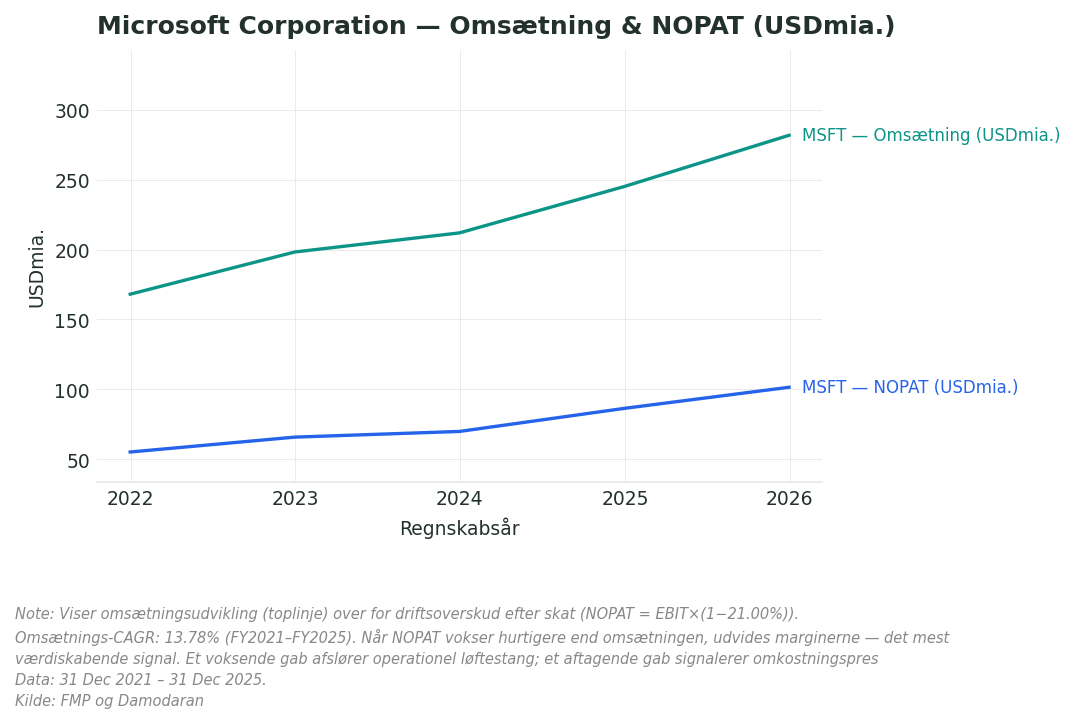 Microsoft Corporation — Omsætning & NOPAT (USDmia.)
300
250
200
150
100
50
USDmia.
MSFT — Omsætning (USDmia.)
MSFT — NOPAT (USDmia.)
2022
2023
2024
2025
2026
Regnskabsår
Note: Viser omsætningsudvikling (toplinje) over for driftsoverskud efter skat (NOPAT = EBIT×(1−21.00%)).
Omsætnings-CAGR: 13.78% (FY2021–FY2025). Når NOPAT vokser hurtigere end omsætningen, udvides marginerne — det mest
værdiskabende signal. Et voksende gab afslører operationel løftestang; et aftagende gab signalerer omkostningspres
Data: 31 Dec 2021 – 31 Dec 2025.
Kilde: FMP og Damodaran